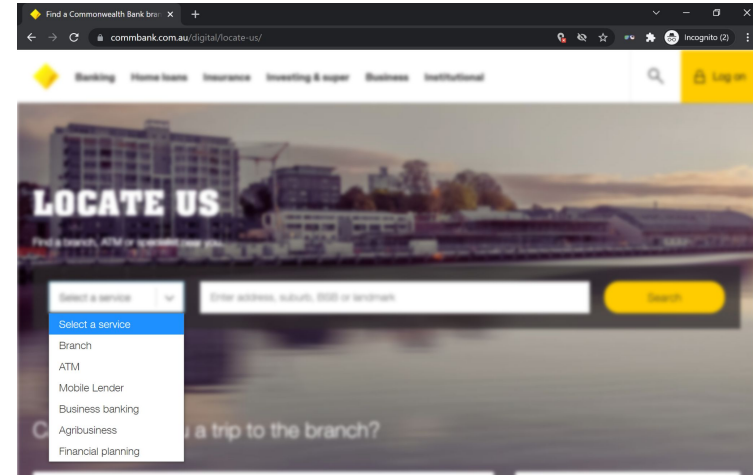 Find a Commonwealth Bank bran
commbank.com.au/digital/locate-us/
Incognito (2)
Banking Home loans Insurance Investing & super Business Institutional
Log on
LOCATE US
Find a branch, ATM or specialist near you
Select a service
Enter address, suburb, BSB or landmark
Search
Select a service
Branch
ATM
Mobile Lender
Business banking
Agribusiness
Financial planning
a trip to the branch?